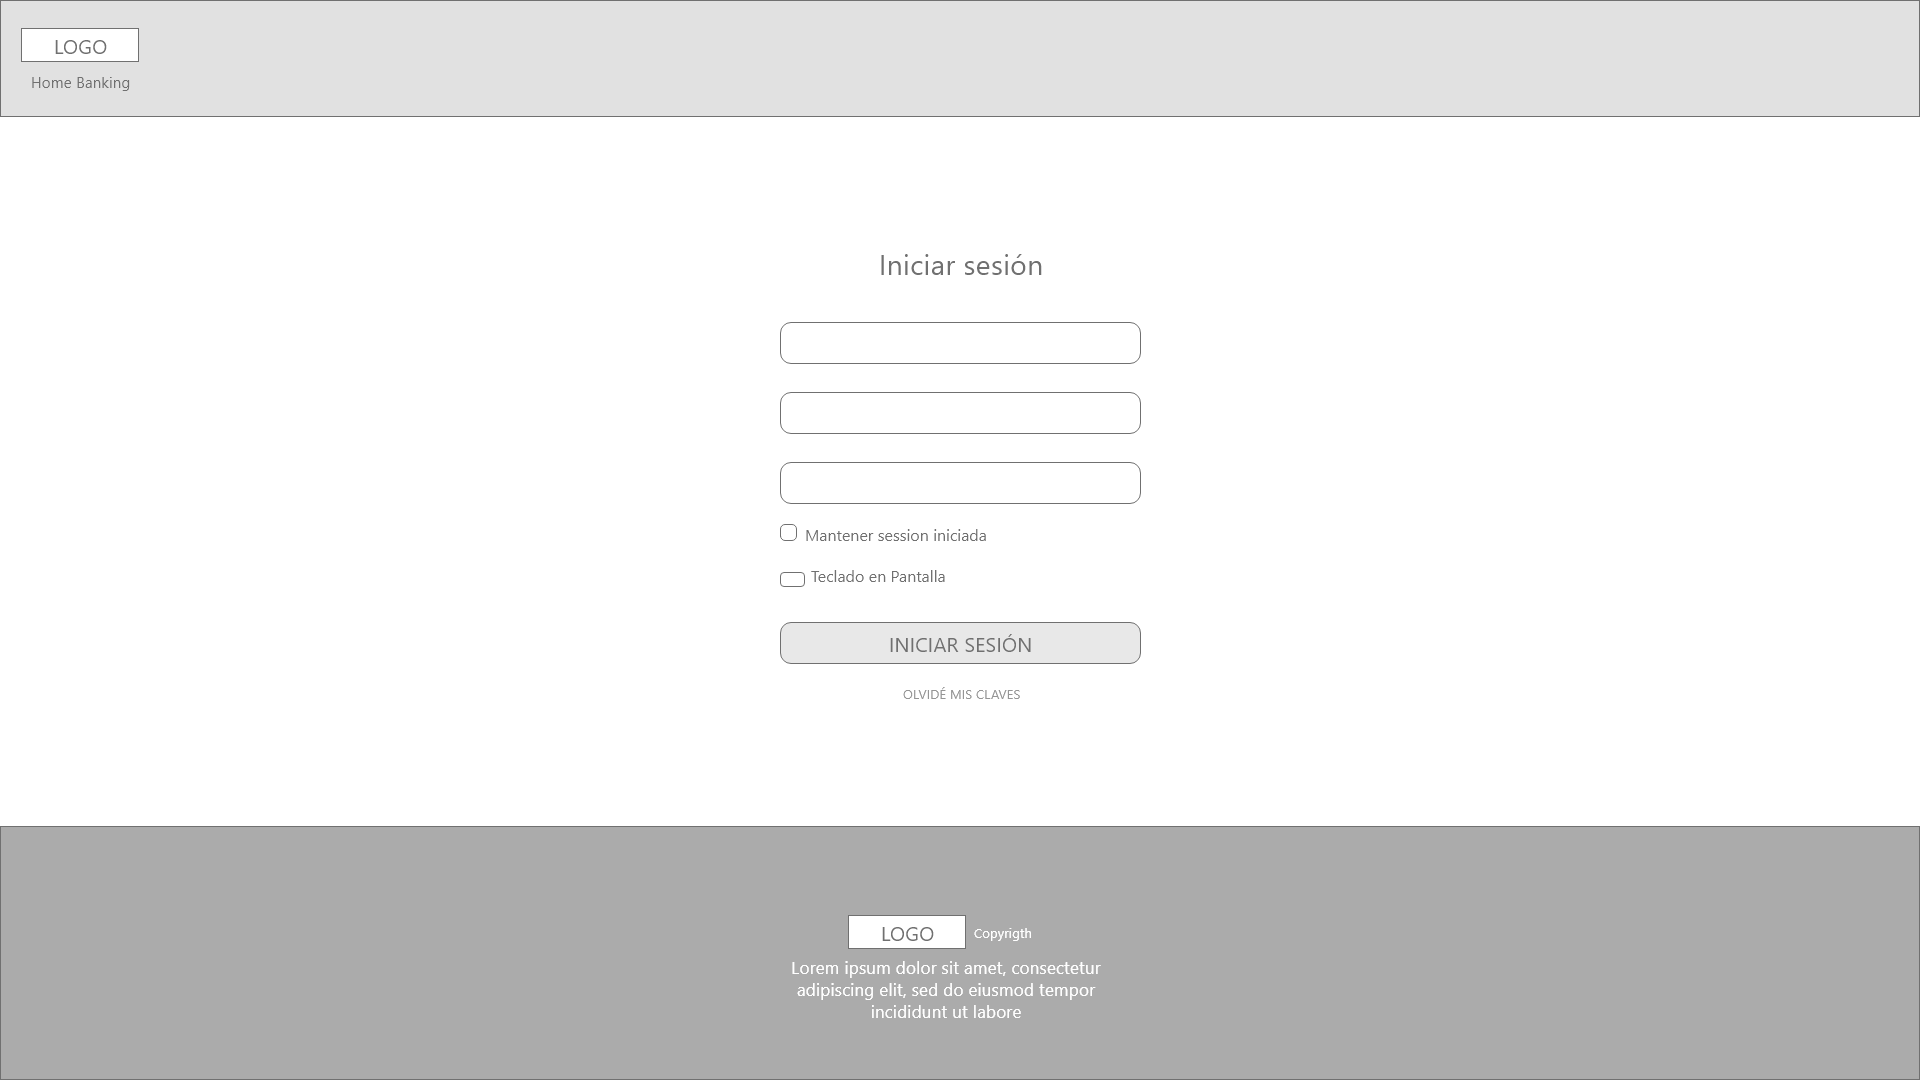 LOGO
Home Banking
Iniciar sesión
Mantener session iniciada
Teclado en Pantalla
INICIAR SESIÓN
OLVIDÉ MIS CLAVES
LOGO
Copyrigth
Lorem ipsum dolor sit amet, consectetur
adipiscing elit, sed do eiusmod tempor
incididunt ut labore